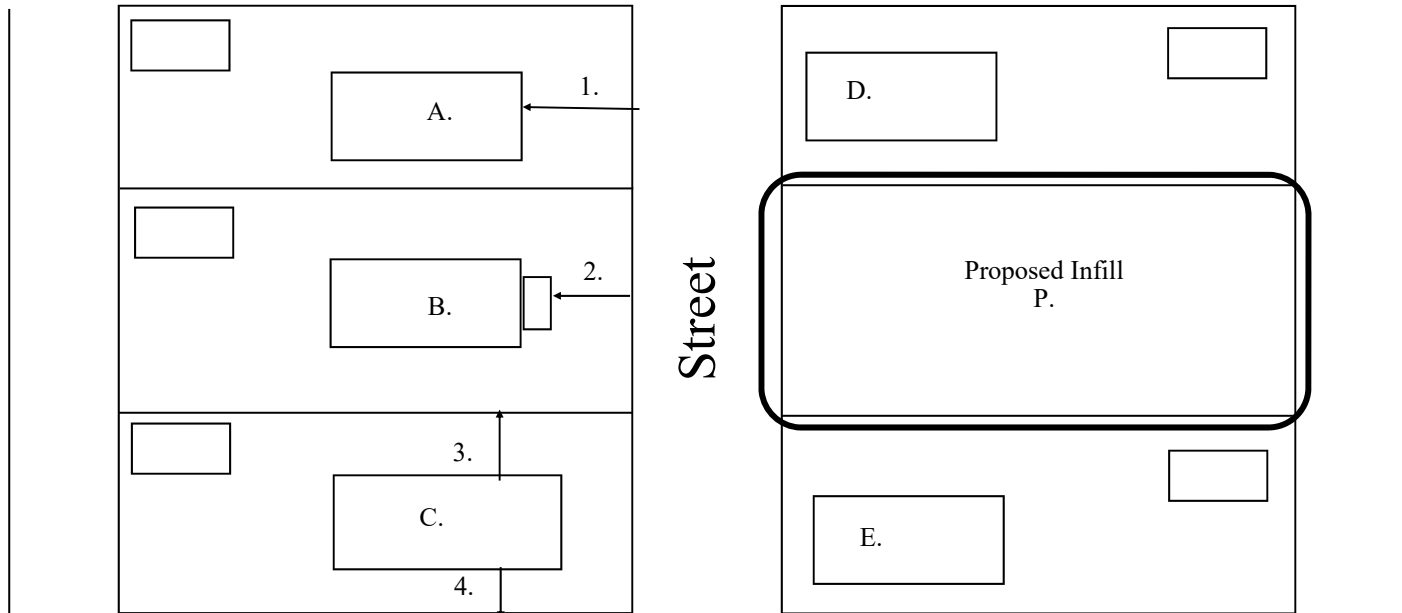 1.
A.
D.
2.
B.
Street
Proposed Infill
P.
3.
C.
4.
E.